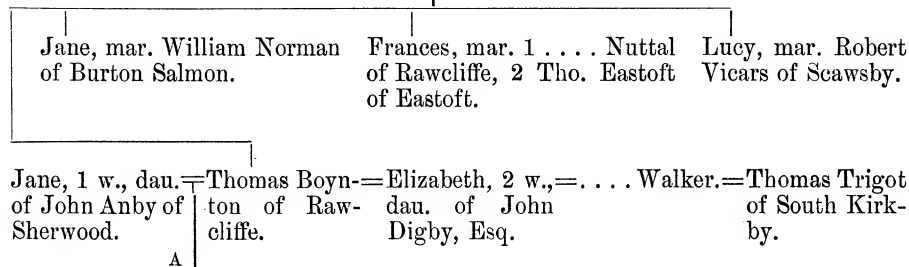 Jane, mar. William Norman
of Burton Salmon.
Frances, mar. 1 . . . . Nuttal
of Rawcliffe, 2 Tho. Eastoft
of Eastoft.
Lucy, mar. Robert
Vicars of Scawsby.
Jane, 1 w., dau.
of John Anby of
Sherwood.
Thomas Boyn-
ton of Raw-
cliffe.
Elizabeth, 2 w.,
dau. of John
Digby, Esq.
. . . . Walker.
Thomas Trigot
of South Kirk-
by.
A